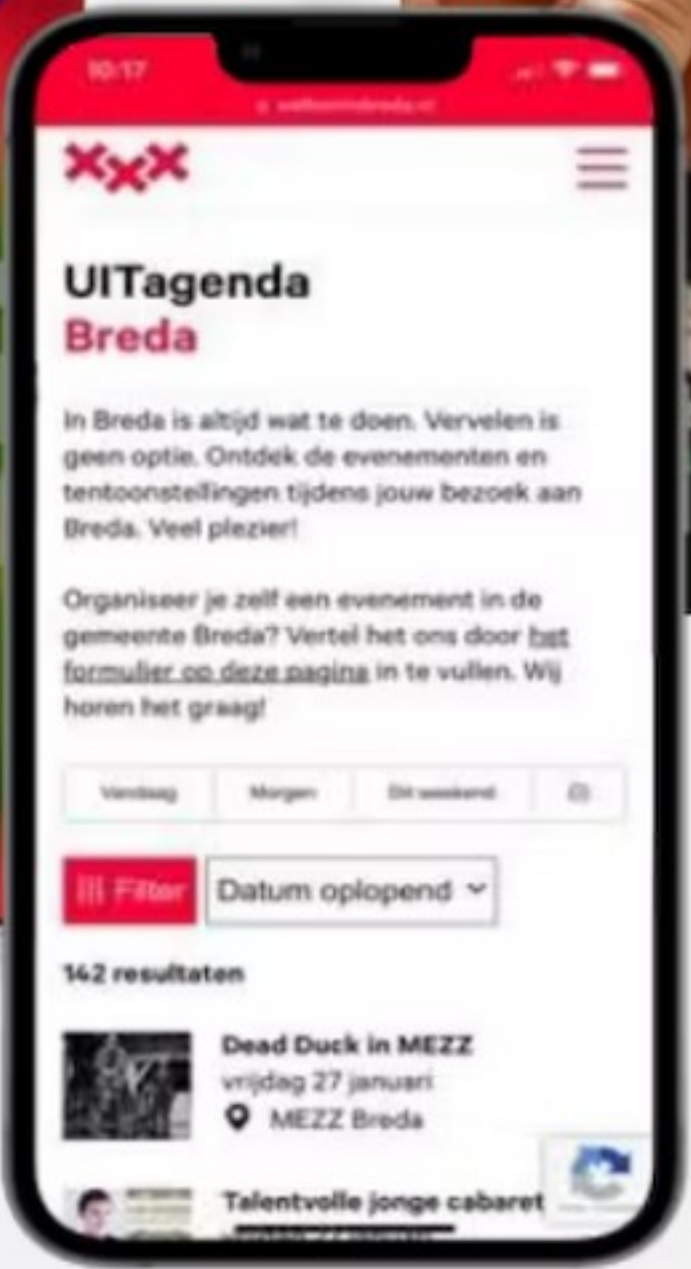 10:17
welkominbreda.nl
XXX
UITagenda
Breda
In Breda is altijd wat te doen. Vervelen is
geen optie. Ontdek de evenementen en
tentoonstellingen tijdens jouw bezoek aan
Breda. Veel plezier!
Organiseer je zelf een evenement in de
gemeente Breda? Vertel het ons door het
formulier op deze pagina in te vullen. Wij
horen het graag!
Vandaag Morgen Dit weekend
Filter Datum oplopend
142 resultaten
Dead Duck in MEZZ
vrijdag 27 januari
MEZZ Breda
Talentvolle jonge cabaret